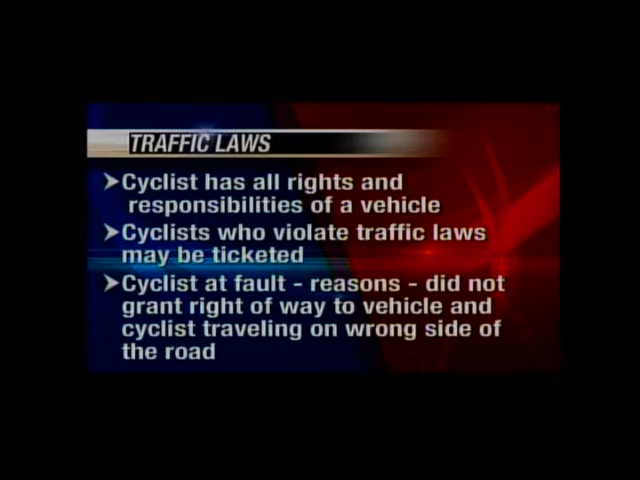 TRAFFIC LAWS
Cyclist has all rights and
responsibilities of a vehicle
Cyclists who violate traffic laws
may be ticketed
Cyclist at fault - reasons - did not
grant right of way to vehicle and
cyclist traveling on wrong side of
the road